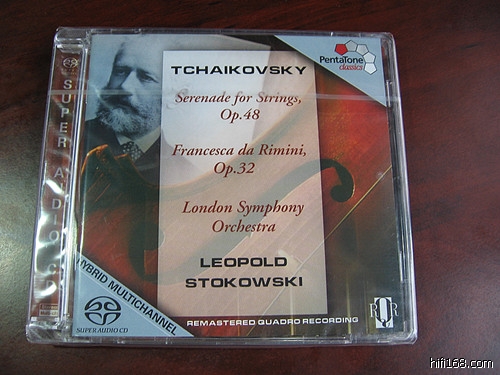 SUPER AUDIO CD
PENTATONE
classics
TCHAIKOVSKY
Serenade for Strings,
Op.48
Francesca da Rimini,
Op.32
London Symphony
Orchestra
LEOPOLD
STOKOWSKI
HYBRID MULTICHANNEL
SUPER AUDIO CD
REMASTERED QUADRO RECORDING
RQR
hifi168.com